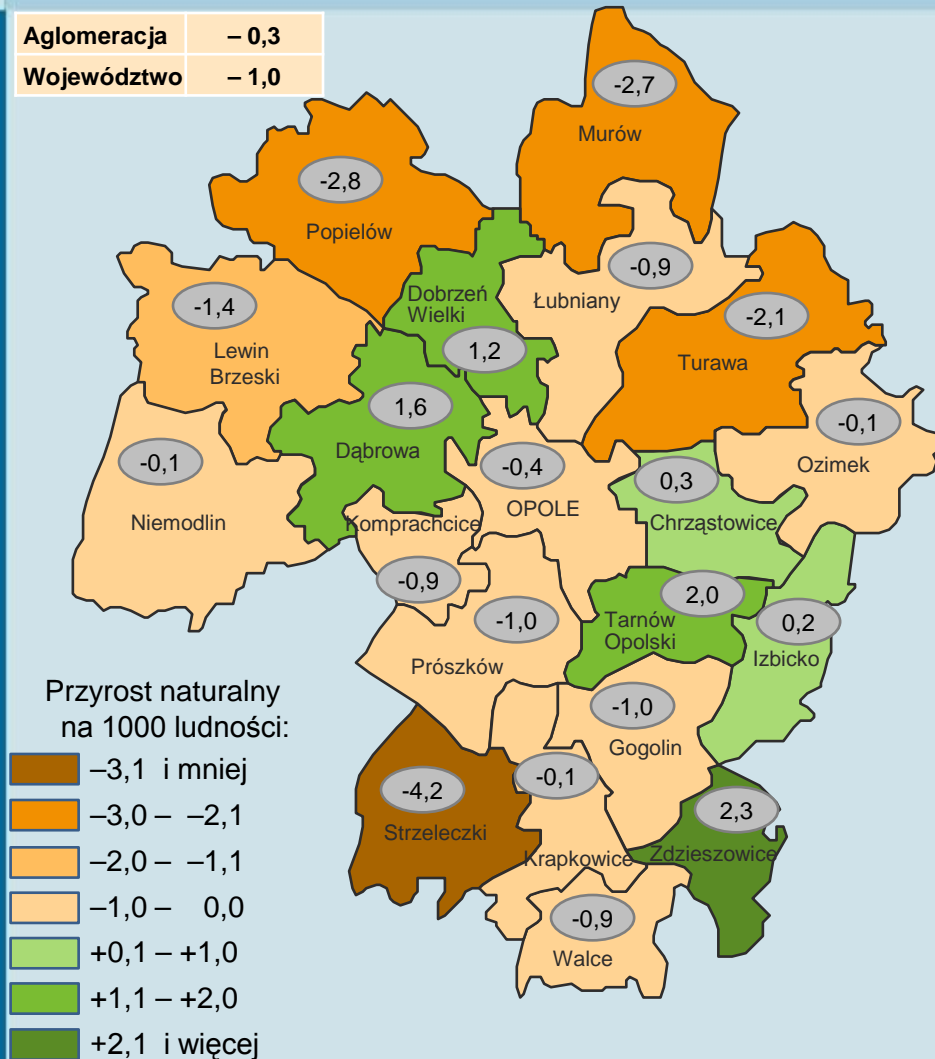 Aglomeracja – 0,3
Województwo – 1,0
-2,7
Murów
-2,8
Popielów
-0,9
Łubniany
Dobrzeń
Wielki
1,2
-1,4
Lewin
Brzeski
-2,1
Turawa
1,6
Dąbrowa
-0,1
Ozimek
-0,1
Niemodlin
-0,4
OPOLE
0,3
Chrząstowice
Komprachcice
-0,9
-1,0
Prószków
2,0
Tarnów
Opolski
0,2
Izbicko
-1,0
Gogolin
-0,1
Krapkowice
-4,2
Strzeleczki
2,3
Zdzieszowice
-0,9
Walce
Przyrost naturalny
na 1000 ludności:
–3,1 i mniej
–3,0 – –2,1
–2,0 – –1,1
–1,0 – 0,0
+0,1 – +1,0
+1,1 – +2,0
+2,1 i więcej